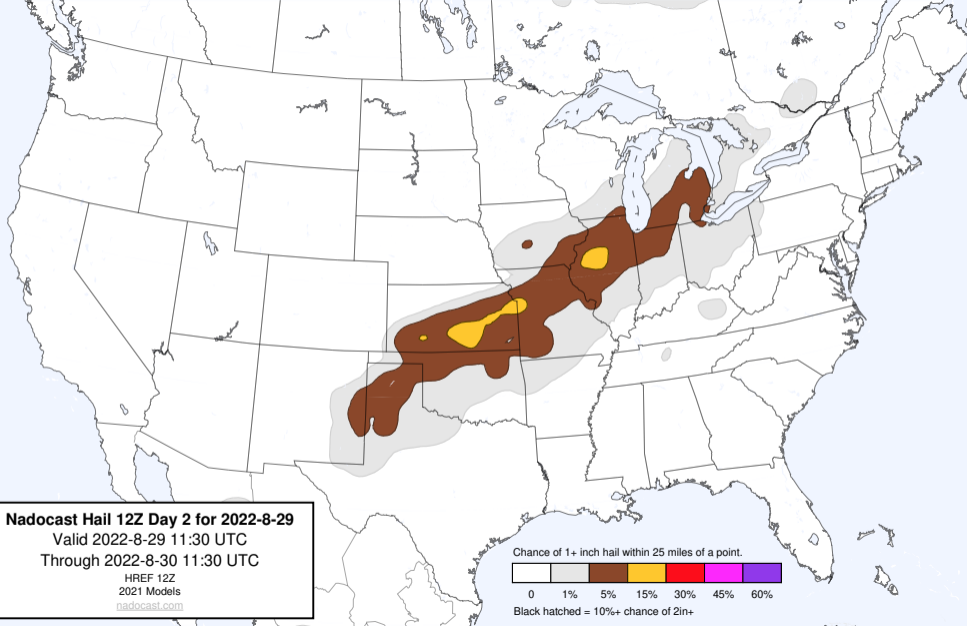 Nadocast Hail 12Z Day 2 for 2022-8-29
Valid 2022-8-29 11:30 UTC
Through 2022-8-30 11:30 UTC
HREF 12Z
2021 Models
nadocast.com
Chance of 1+ inch hail within 25 miles of a point.
0 1% 5% 15% 30% 45% 60%
Black hatched = 10%+ chance of 2in+